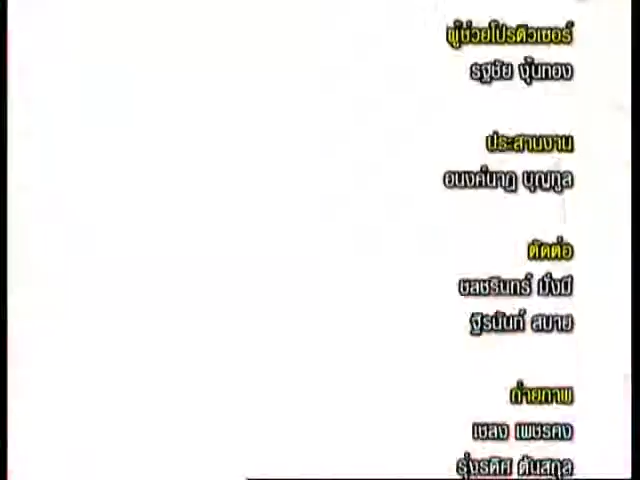 ผู้ช่วยโปรดิวเซอร์
รฐชัย งุ้นทอง
ประสานงาน
อนงค์นาฏ บุญกูล
ตัดต่อ
ชลชรินทร์ มั่งมี
ฐิรนันท์ สบาย
ถ่ายภาพ
เชลง เพชรคง
รุ่งรดิศ ตันสกุล